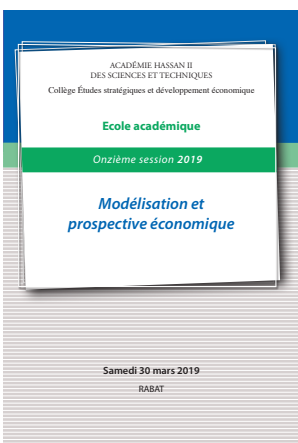 ACADÉMIE HASSAN II
DES SCIENCES ET TECHNIQUES
Collège Études stratégiques et développement économique
Ecole académique
Onzième session 2019
Modélisation et
prospective économique
Samedi 30 mars 2019
RABAT